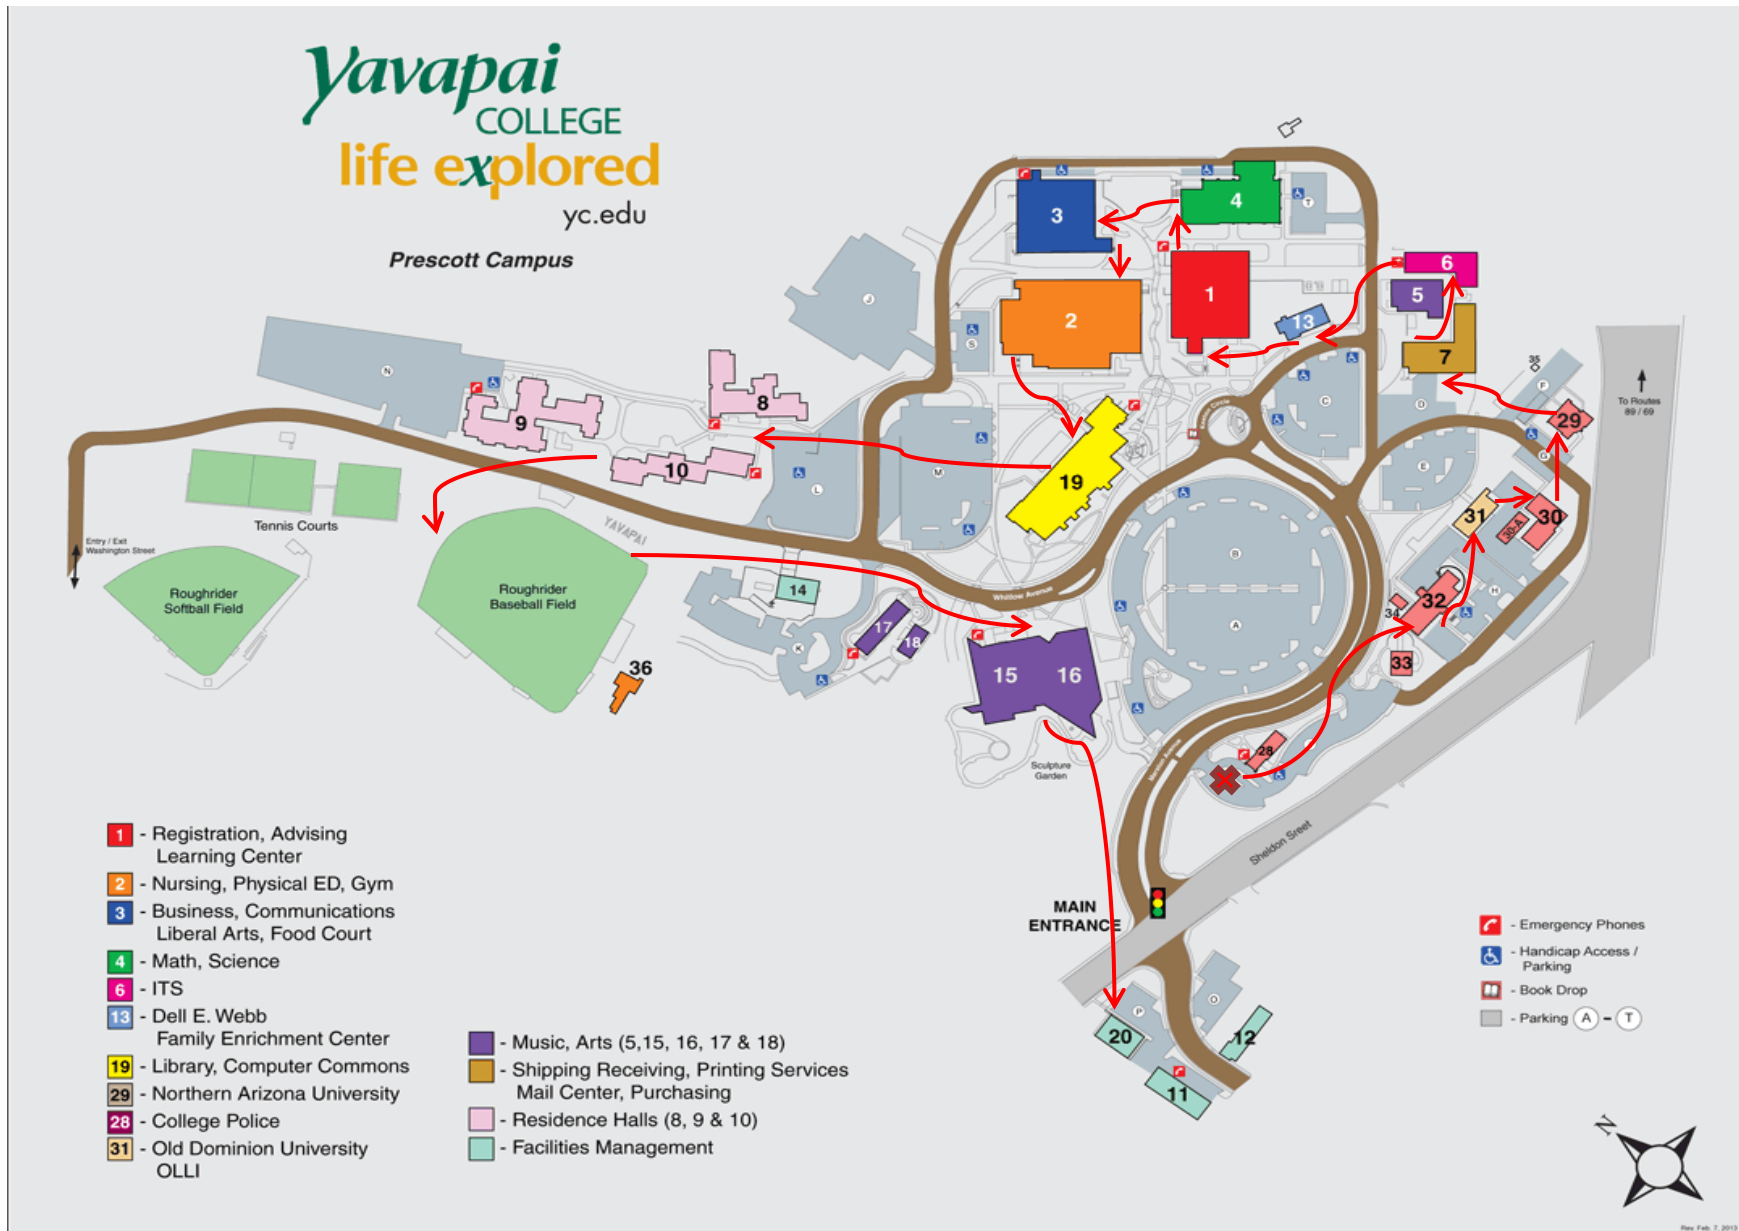 Yavapai
COLLEGE
life explored
yc.edu
Prescott Campus
3
4
T
6
5
1
2
13
J
S
7
35
To Routes
89 / 69
N
8
9
10
C
D
F
29
M
L
19
E
G
31
30
30-A
Tennis Courts
YAVAPAI
Entry / Exit
Washington Street
Roughrider
Softball Field
Roughrider
Baseball Field
14
Whitlow Avenue
B
A
H
32
34
33
17
18
K
36
15
16
28
Sculpture
Garden
Sheldon Sreet
MAIN
ENTRANCE
P
O
20
12
11
1 - Registration, Advising
Learning Center
2 - Nursing, Physical ED, Gym
3 - Business, Communications
Liberal Arts, Food Court
4 - Math, Science
6 - ITS
13 - Dell E. Webb
Family Enrichment Center
19 - Library, Computer Commons
29 - Northern Arizona University
28 - College Police
31 - Old Dominion University
OLLI
- Music, Arts (5,15, 16, 17 & 18)
- Shipping Receiving, Printing Services
Mail Center, Purchasing
- Residence Halls (8, 9 & 10)
- Facilities Management
- Emergency Phones
- Handicap Access /
Parking
- Book Drop
- Parking A - T
N
Rev. Feb. 7, 2013